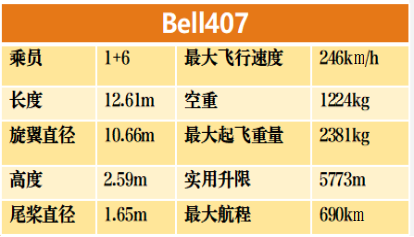 Bell407
乘员 1+6 最大飞行速度 246km/h
长度 12.61m 空重 1224kg
旋翼直径 10.66m 最大起飞重量 2381kg
高度 2.59m 实用升限 5773m
尾桨直径 1.65m 最大航程 690km